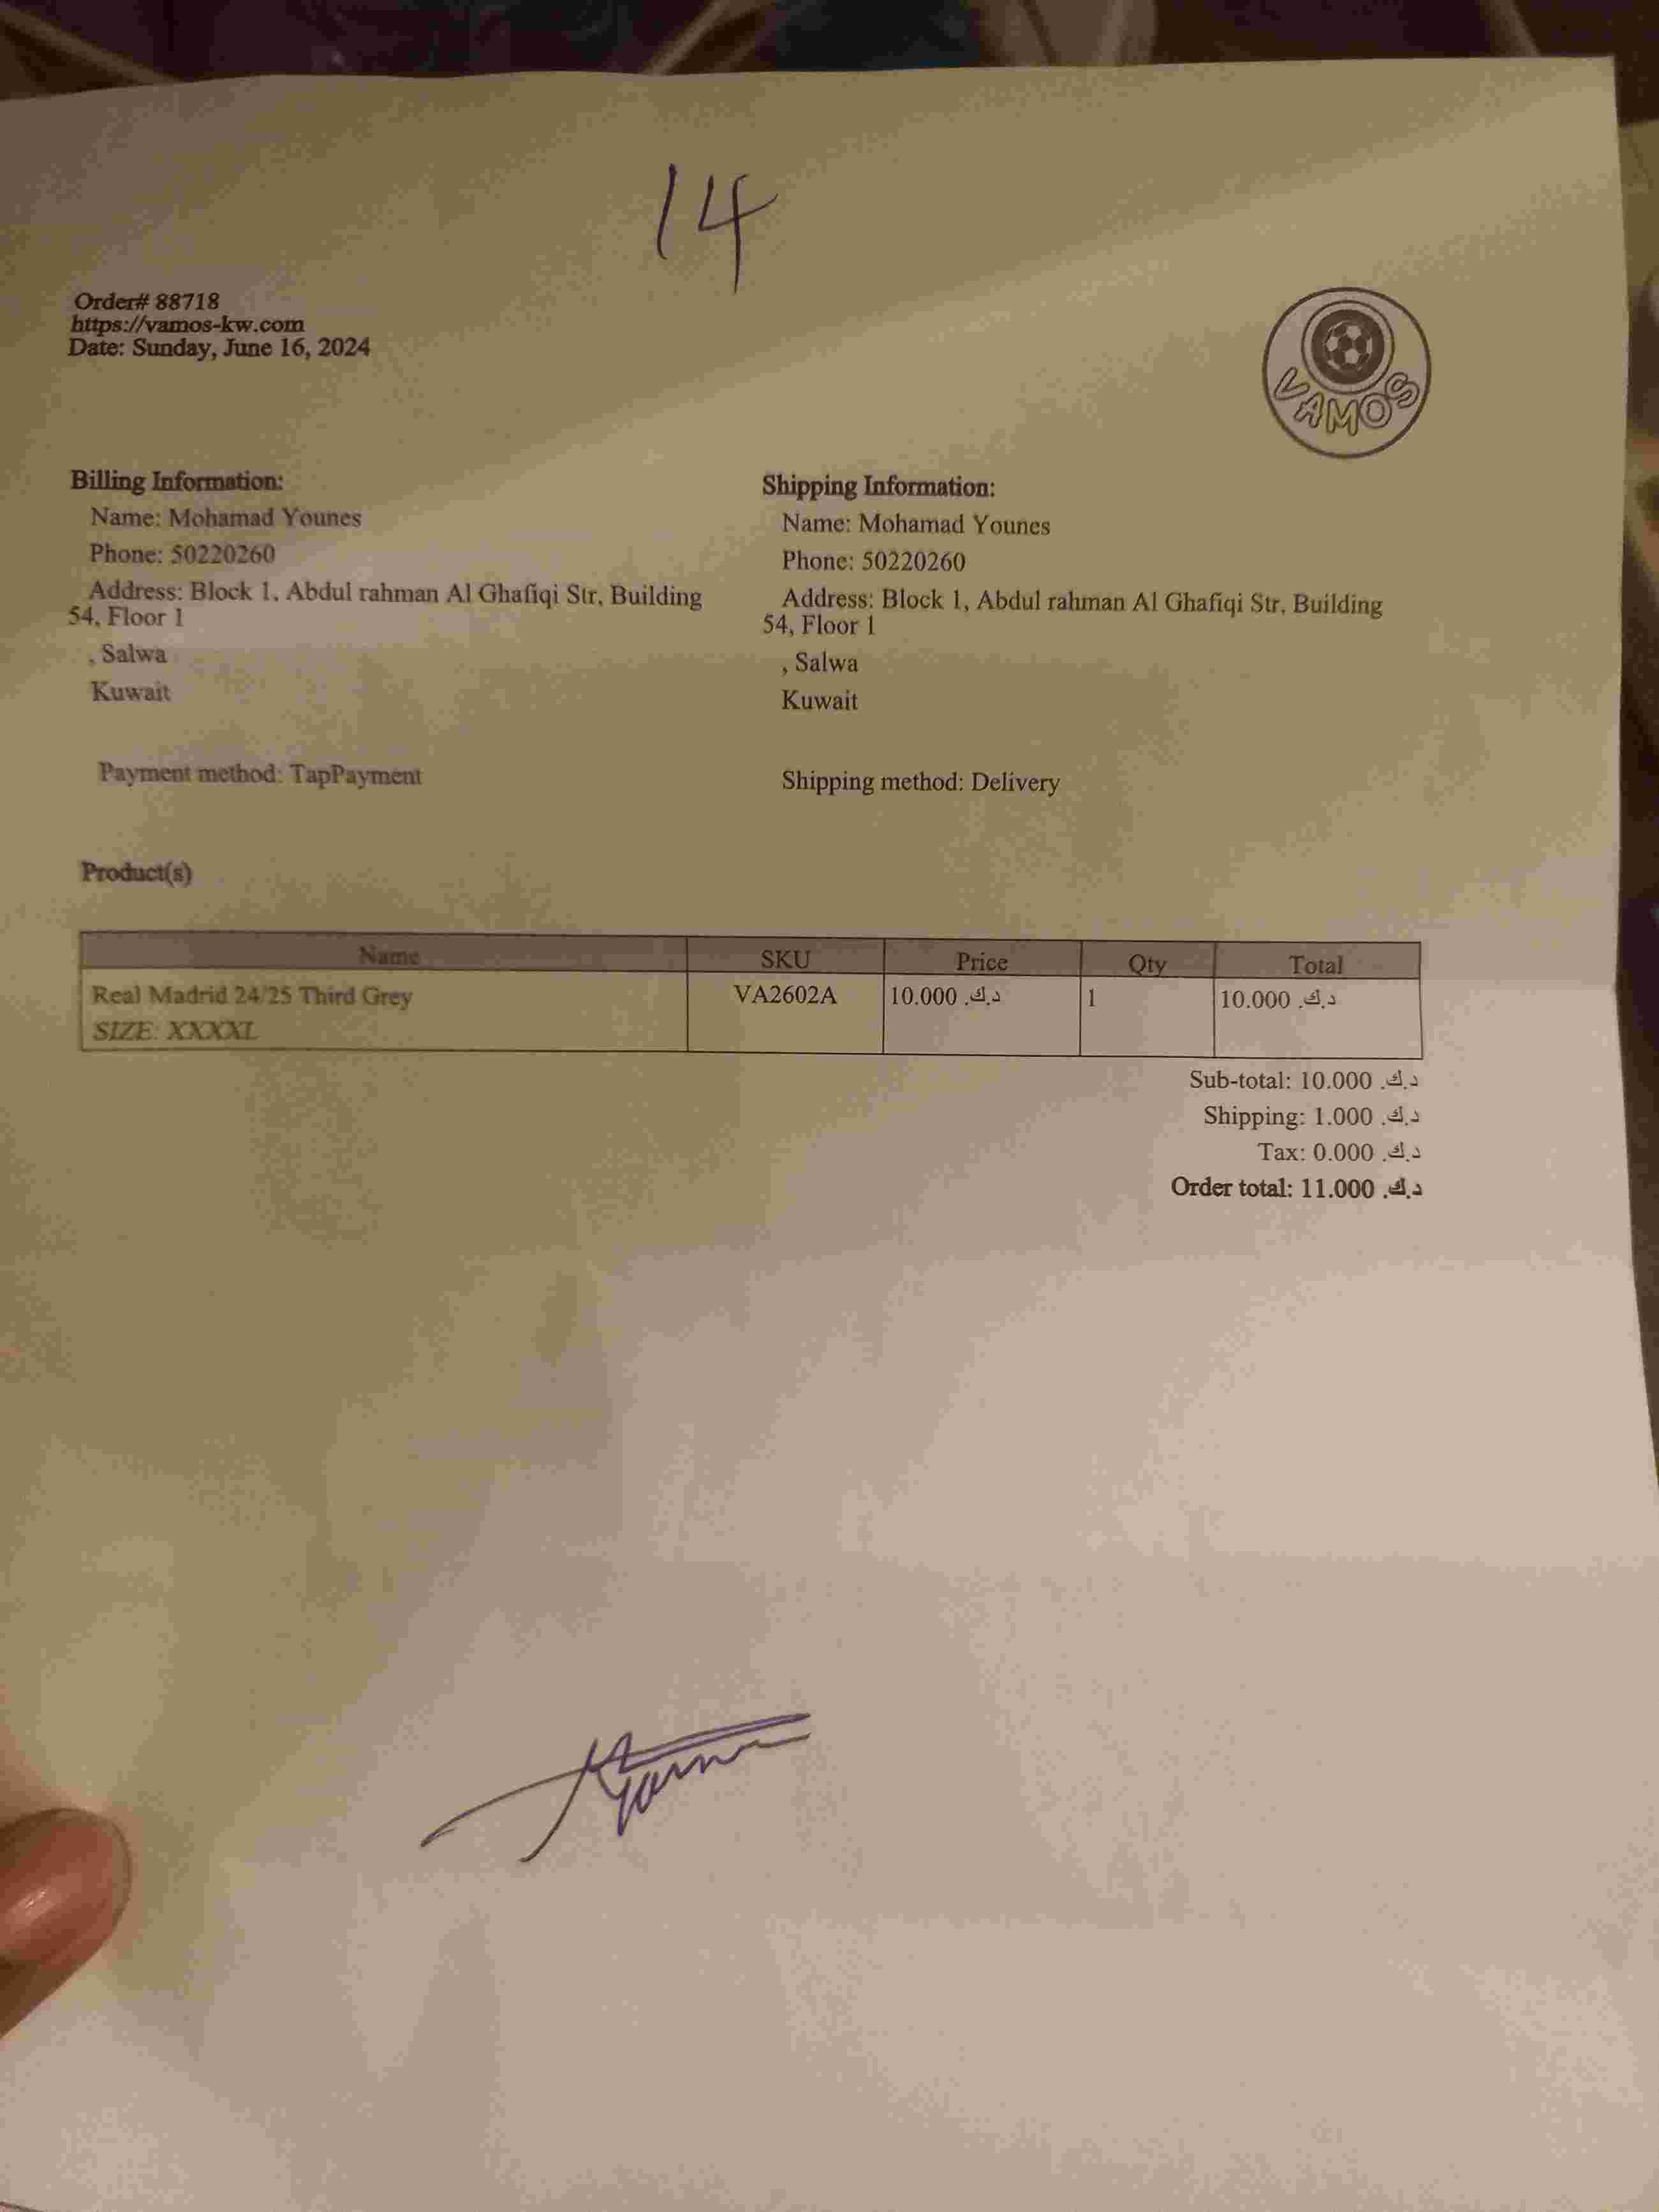 14
Order# 88718
https://vamos-kw.com
Date: Sunday, June 16, 2024
VAMOS
Billing Information:
Name: Mohamad Younes
Phone: 50220260
Address: Block 1, Abdul rahman Al Ghafiqi Str, Building
54, Floor 1
, Salwa
Kuwait
Payment method: TapPayment
Shipping Information:
Name: Mohamad Younes
Phone: 50220260
Address: Block 1, Abdul rahman Al Ghafiqi Str, Building
54, Floor 1
, Salwa
Kuwait
Shipping method: Delivery
Product(s)
Name SKU Price Qty Total
Real Madrid 24/25 Third Grey VA2602A 10.000 د.ك. 1 10.000 د.ك.
SIZE: XXXXL
Sub-total: 10.000 د.ك.
Shipping: 1.000 د.ك.
Tax: 0.000 د.ك.
Order total: 11.000 د.ك.